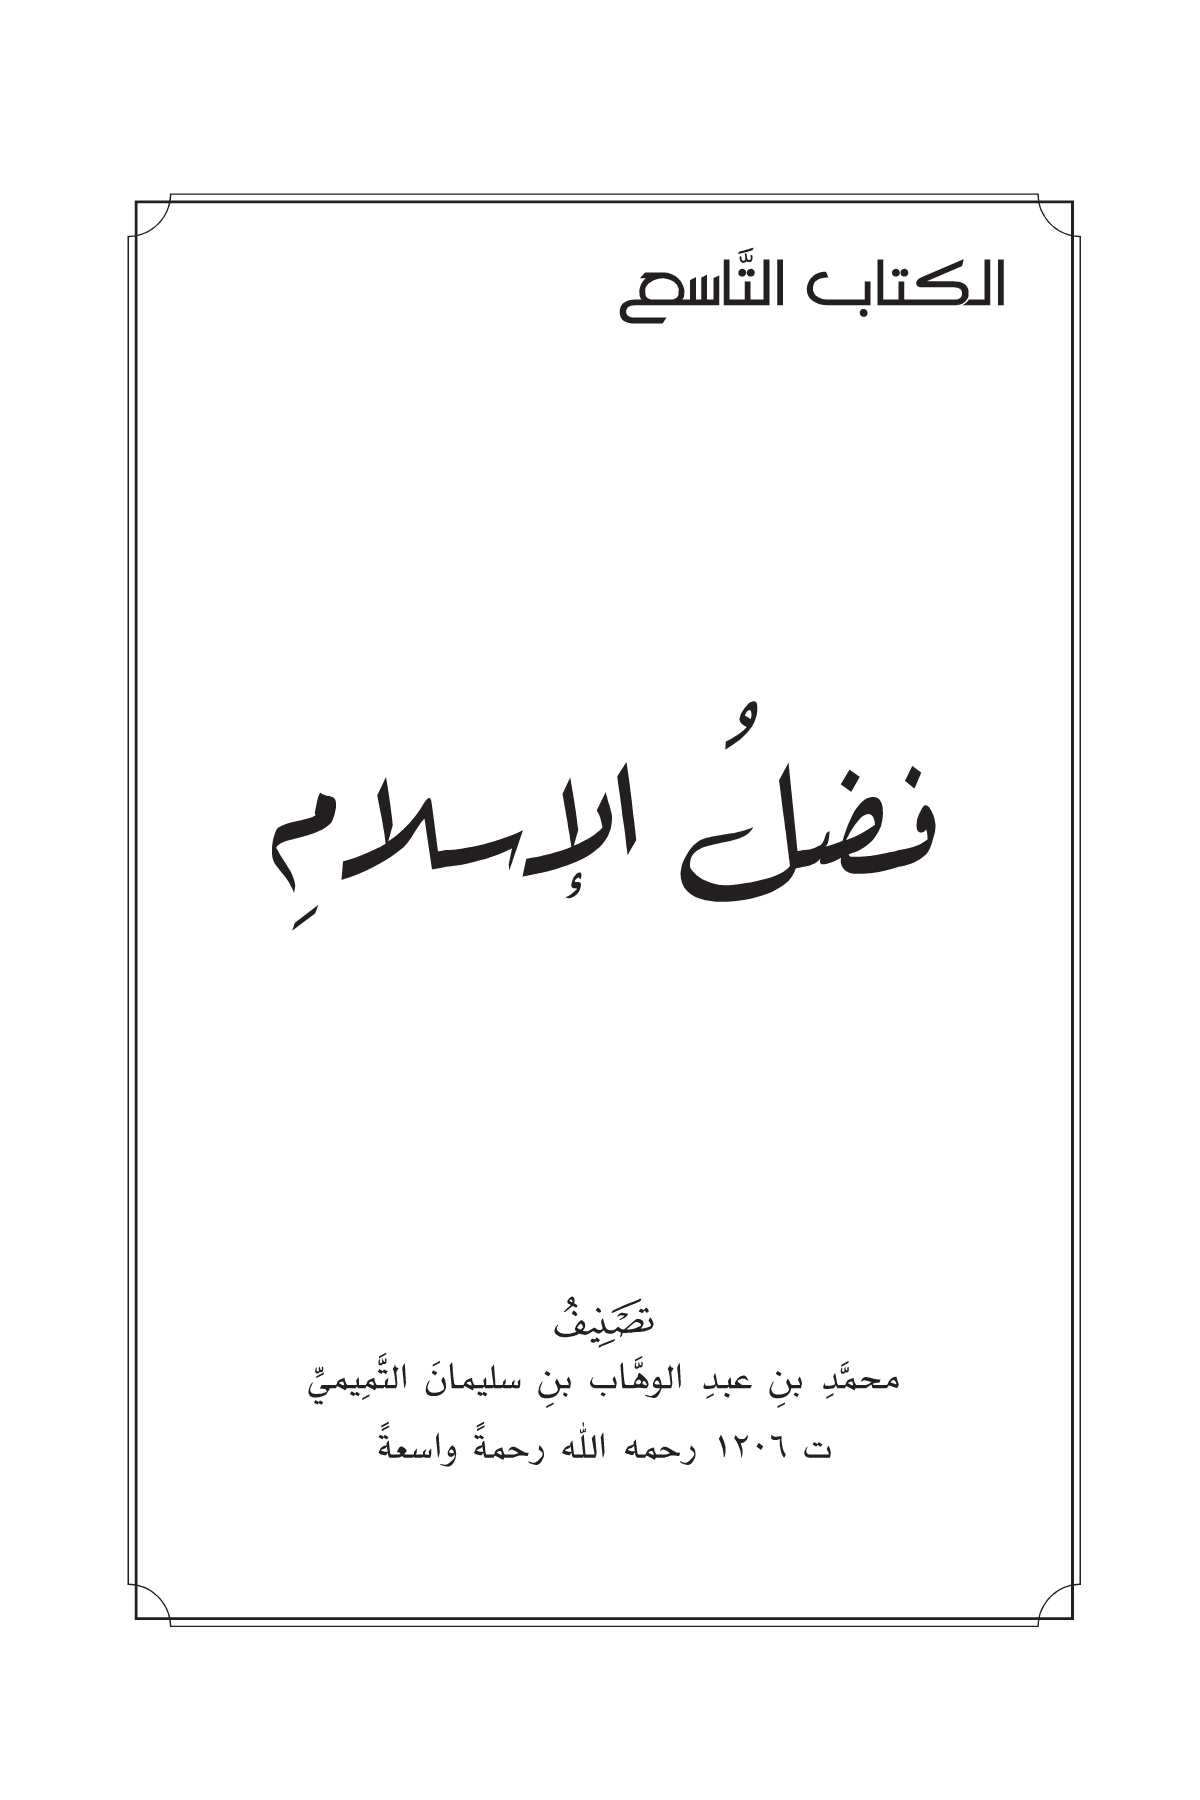 الكتاب التَّاسع
فضلُ الإسلامِ
تَصْنِيفُ
محمَّدِ بنِ عبدِ الوهَّاب بنِ سليمانَ التَّمِيميِّ
ت ١٢٠٦ رحمه الله رحمةً واسعةً